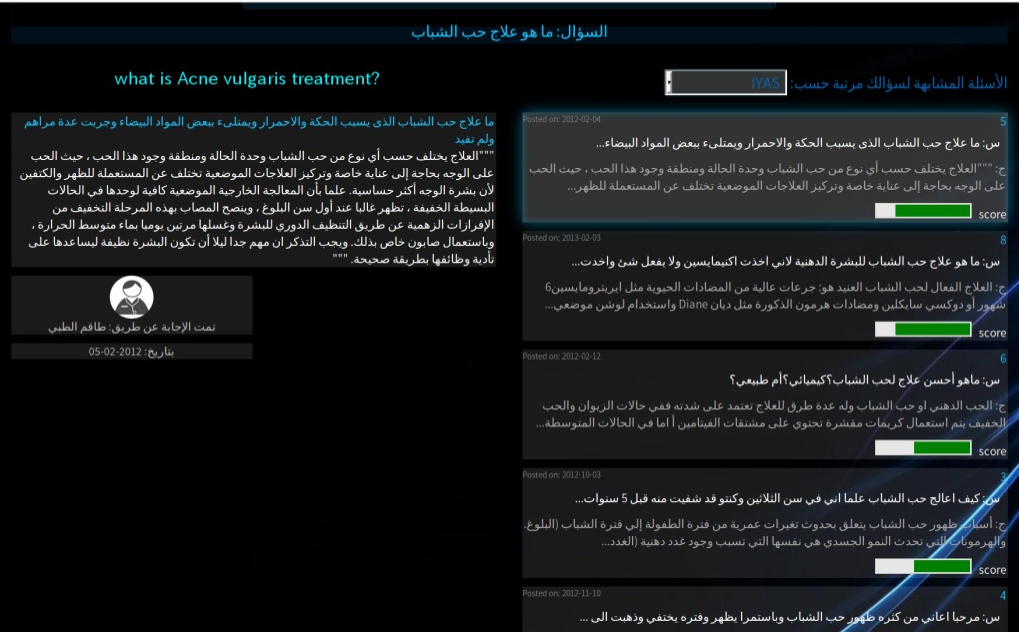 السؤال: ما هو علاج حب الشباب
what is Acne vulgaris treatment?
الأسئلة المشابهة لسؤالك مرتبة حسب:
IYAS
ما علاج حب الشباب الذى يسبب الحكة والاحمرار ويمتلىء ببعض المواد البيضاء وجربت عدة مراهم
ولم تفيد
"""العلاج يختلف حسب أي نوع من حب الشباب وحدة الحالة ومنطقة وجود هذا الحب ، حيث الحب
على الوجه بحاجة إلى عناية خاصة وتركيز العلاجات الموضعية تختلف عن المستعملة للظهر والكتفين
لأن بشرة الوجه أكثر حساسية. علما بأن المعالجة الخارجية الموضعية كافية لوحدها في الحالات
البسيطة الخفيفة ، تظهر غالبا عند أول سن البلوغ ، وينصح المصاب بهذه المرحلة التخفيف من
الإفرازات الزهمية عن طريق التنظيف الدوري للبشرة وغسلها مرتين يوميا بماء متوسط الحرارة ،
وباستعمال صابون خاص بذلك. ويجب التذكر ان مهم جدا ليلا أن تكون البشرة نظيفة ليساعدها على
تأدية وظائفها بطريقة صحيحة. """
تمت الإجابة عن طريق: طاقم الطبي
بتاريخ: 2012-02-05
Posted on: 2012-02-04
5
س: ما علاج حب الشباب الذى يسبب الحكة والاحمرار ويمتلىء ببعض المواد البيضاء...
ج: """العلاج يختلف حسب أي نوع من حب الشباب وحدة الحالة ومنطقة وجود هذا الحب ، حيث الحب
على الوجه بحاجة إلى عناية خاصة وتركيز العلاجات الموضعية تختلف عن المستعملة للظهر...
score
Posted on: 2013-02-03
8
س: ما هو علاج حب الشباب للبشرة الدهنية لاني اخذت اكنيمايسين ولا يفعل شئ واخدت...
ج: العلاج الفعال لحب الشباب العنيد هو: جرعات عالية من المضادات الحيوية مثل ايريترومايسين6
شهور أو دوكسي سايكلين ومضادات هرمون الذكورة مثل ديان Diane واستخدام لوشن موضعي...
score
Posted on: 2012-02-12
6
س: ماهو أحسن علاج لحب الشباب؟كيميائي؟أم طبيعي؟
ج: الحب الدهني او حب الشباب وله عدة طرق للعلاج تعتمد على شدته ففي حالات الزيوان والحب
الخفيف يتم استعمال كريمات مقشرة تحتوي على مشتقات الفيتامين أ اما في الحالات المتوسطة...
score
Posted on: 2012-10-03
3
س: كيف اعالج حب الشباب علما اني في سن الثلاثين وكنتو قد شفيت منه قبل 5 سنوات...
ج: أسباب ظهور حب الشباب يتعلق بحدوث تغيرات عمرية من فترة الطفولة إلي فترة الشباب (البلوغ.
والهرمونات التي تحدث النمو الجسدي هي نفسها التي تسبب وجود غدد دهنية (الغدد...
score
Posted on: 2012-11-10
4
س: مرحبا اعاني من كثره ظهور حب الشباب وباستمرا يظهر وفتره يختفي وذهبت الى ...